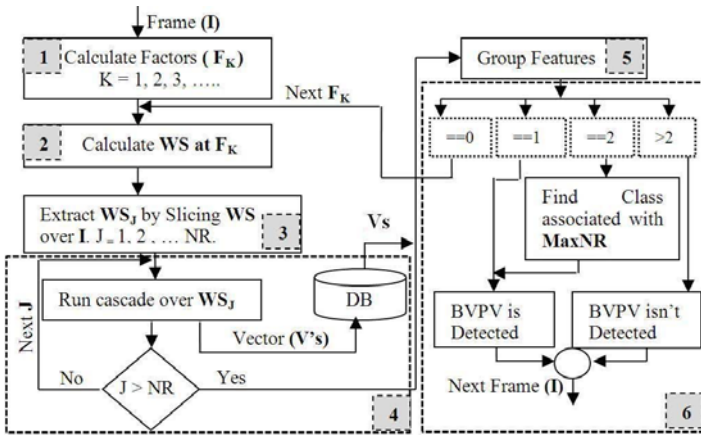 Frame (I)
1
Calculate Factors ( FK)
K = 1, 2, 3, …..
Next FK
2
Calculate WS at FK
Extract WSJ by Slicing WS
over I. J = 1, 2 , … NR.
3
Vs
Run cascade over WSJ
DB
Next J
Vector (V's)
No
J > NR
Yes
4
Group Features
5
==0
==1
==2
>2
Find Class
associated with
MaxNR
BVPV is
Detected
BVPV isn't
Detected
Next Frame (I)
6